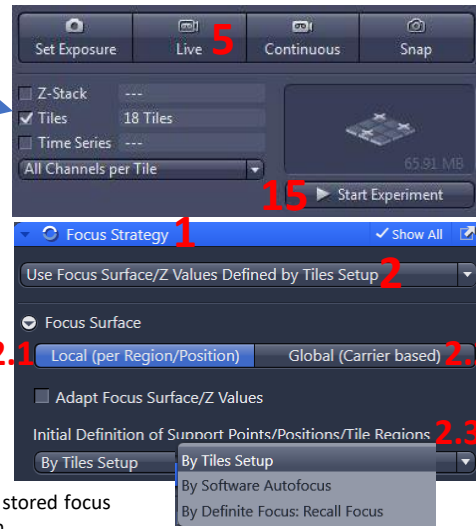 Set Exposure Live 5 Continuous Snap
Z-Stack ---
Tiles 18 Tiles
Time Series ---
All Channels per Tile
65.91 MB
15 Start Experiment
Focus Strategy 1 Show All
Use Focus Surface/Z Values Defined by Tiles Setup 2
Focus Surface
2.1 Local (per Region/Position) Global (Carrier based) 2.
Adapt Focus Surface/Z Values
Initial Definition of Support Points/Positions/Tile Regions 2.3
By Tiles Setup
By Tiles Setup
By Software Autofocus
By Definite Focus: Recall Focus
stored focus